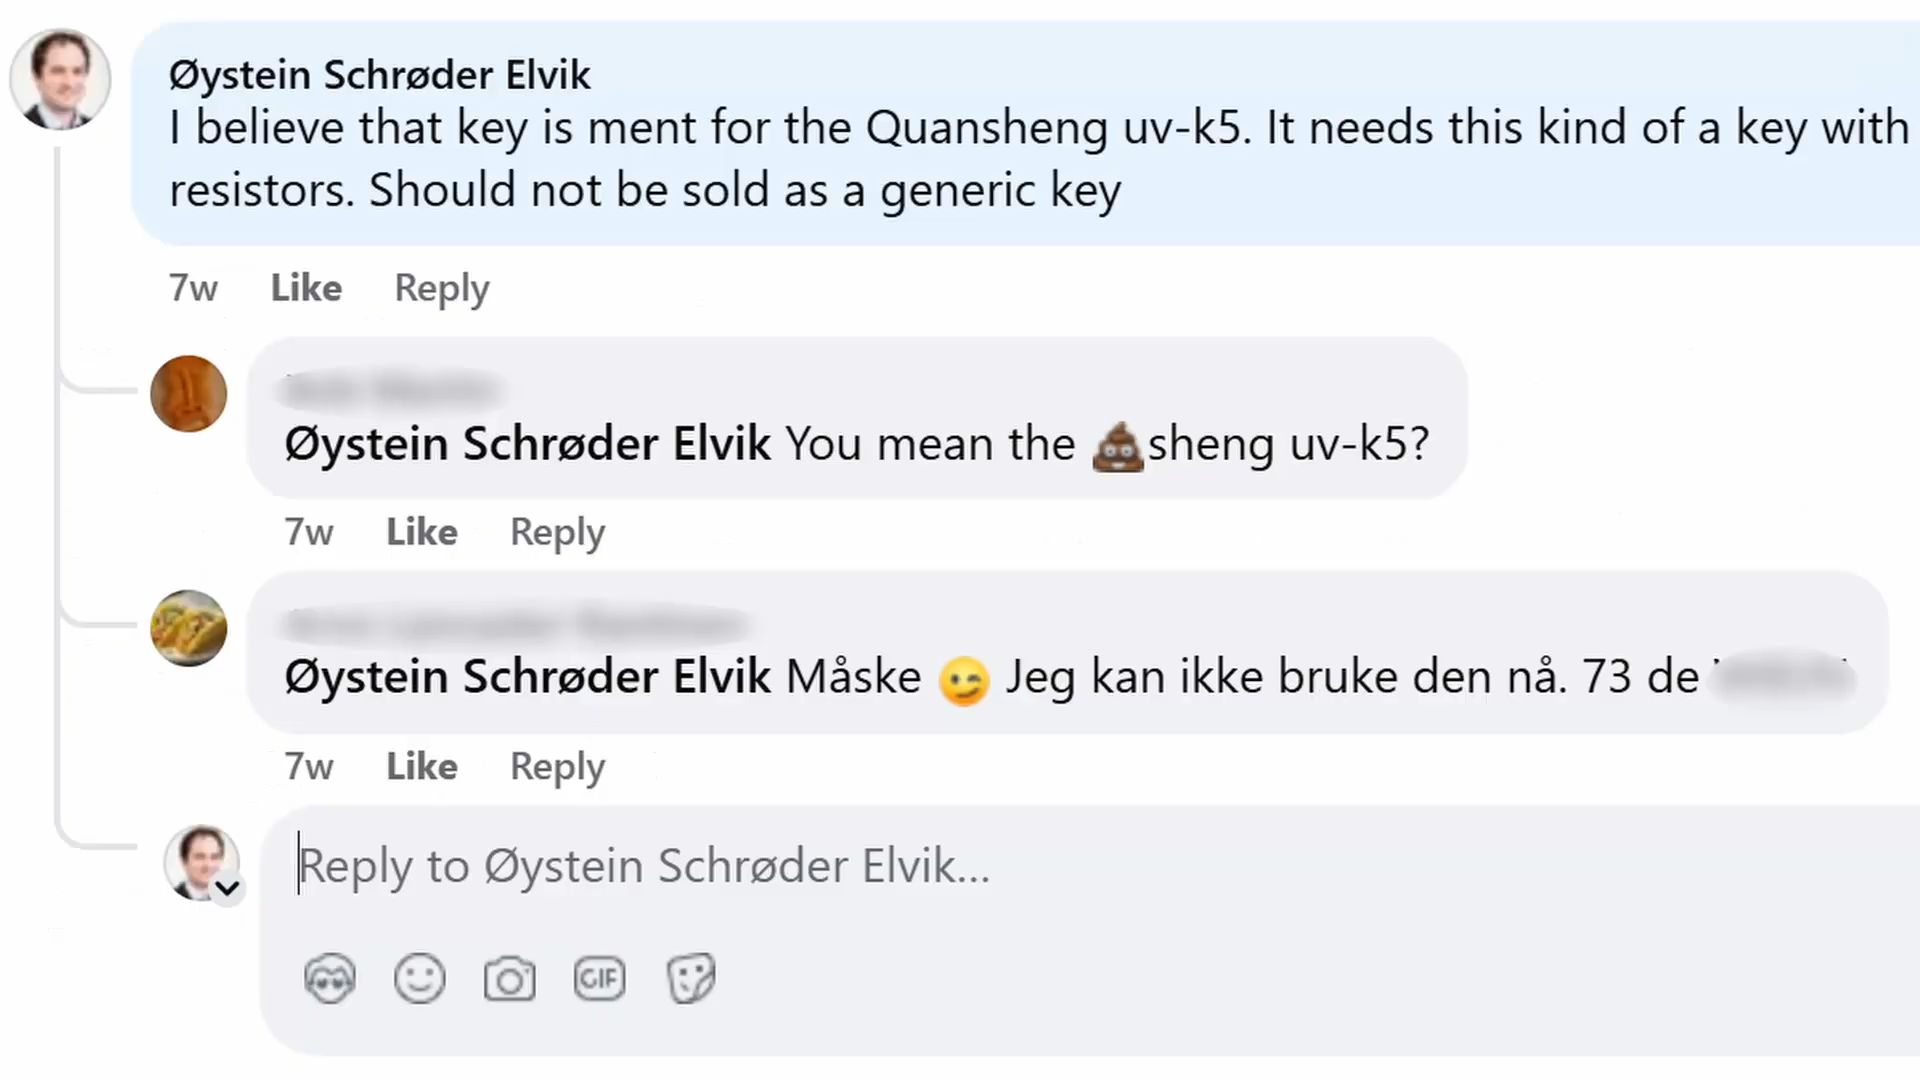 Øystein Schrøder Elvik
I believe that key is ment for the Quansheng uv-k5. It needs this kind of a key with
resistors. Should not be sold as a generic key
7w Like Reply
Øystein Schrøder Elvik You mean the 💩sheng uv-k5?
7w Like Reply
Øystein Schrøder Elvik Måske 😉 Jeg kan ikke bruke den nå. 73 de
7w Like Reply
Reply to Øystein Schrøder Elvik...
GIF